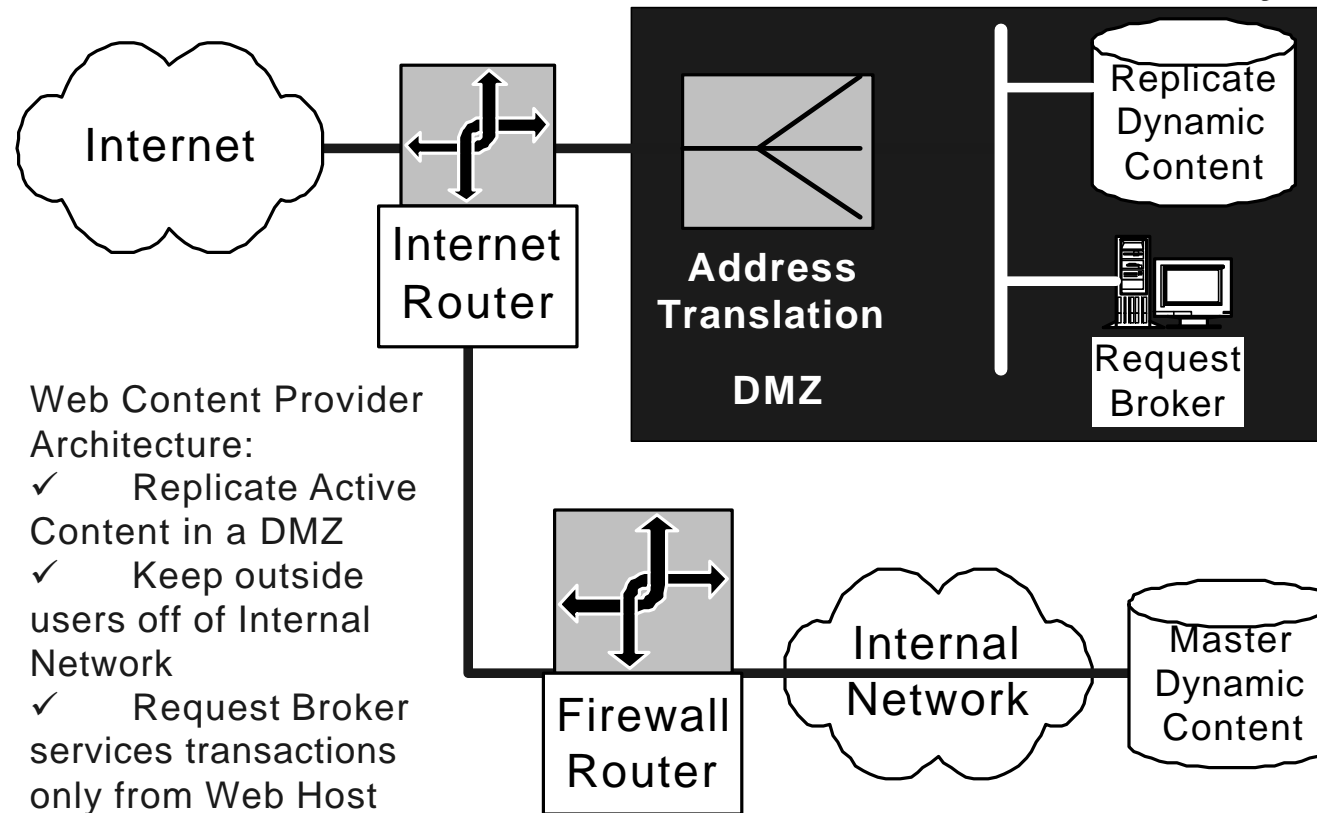 Internet
Internet
Router
Address
Translation
DMZ
Replicate
Dynamic
Content
Request
Broker
Web Content Provider
Architecture:
✓ Replicate Active
Content in a DMZ
✓ Keep outside
users off of Internal
Network
✓ Request Broker
services transactions
only from Web Host
Firewall
Router
Internal
Network
Master
Dynamic
Content